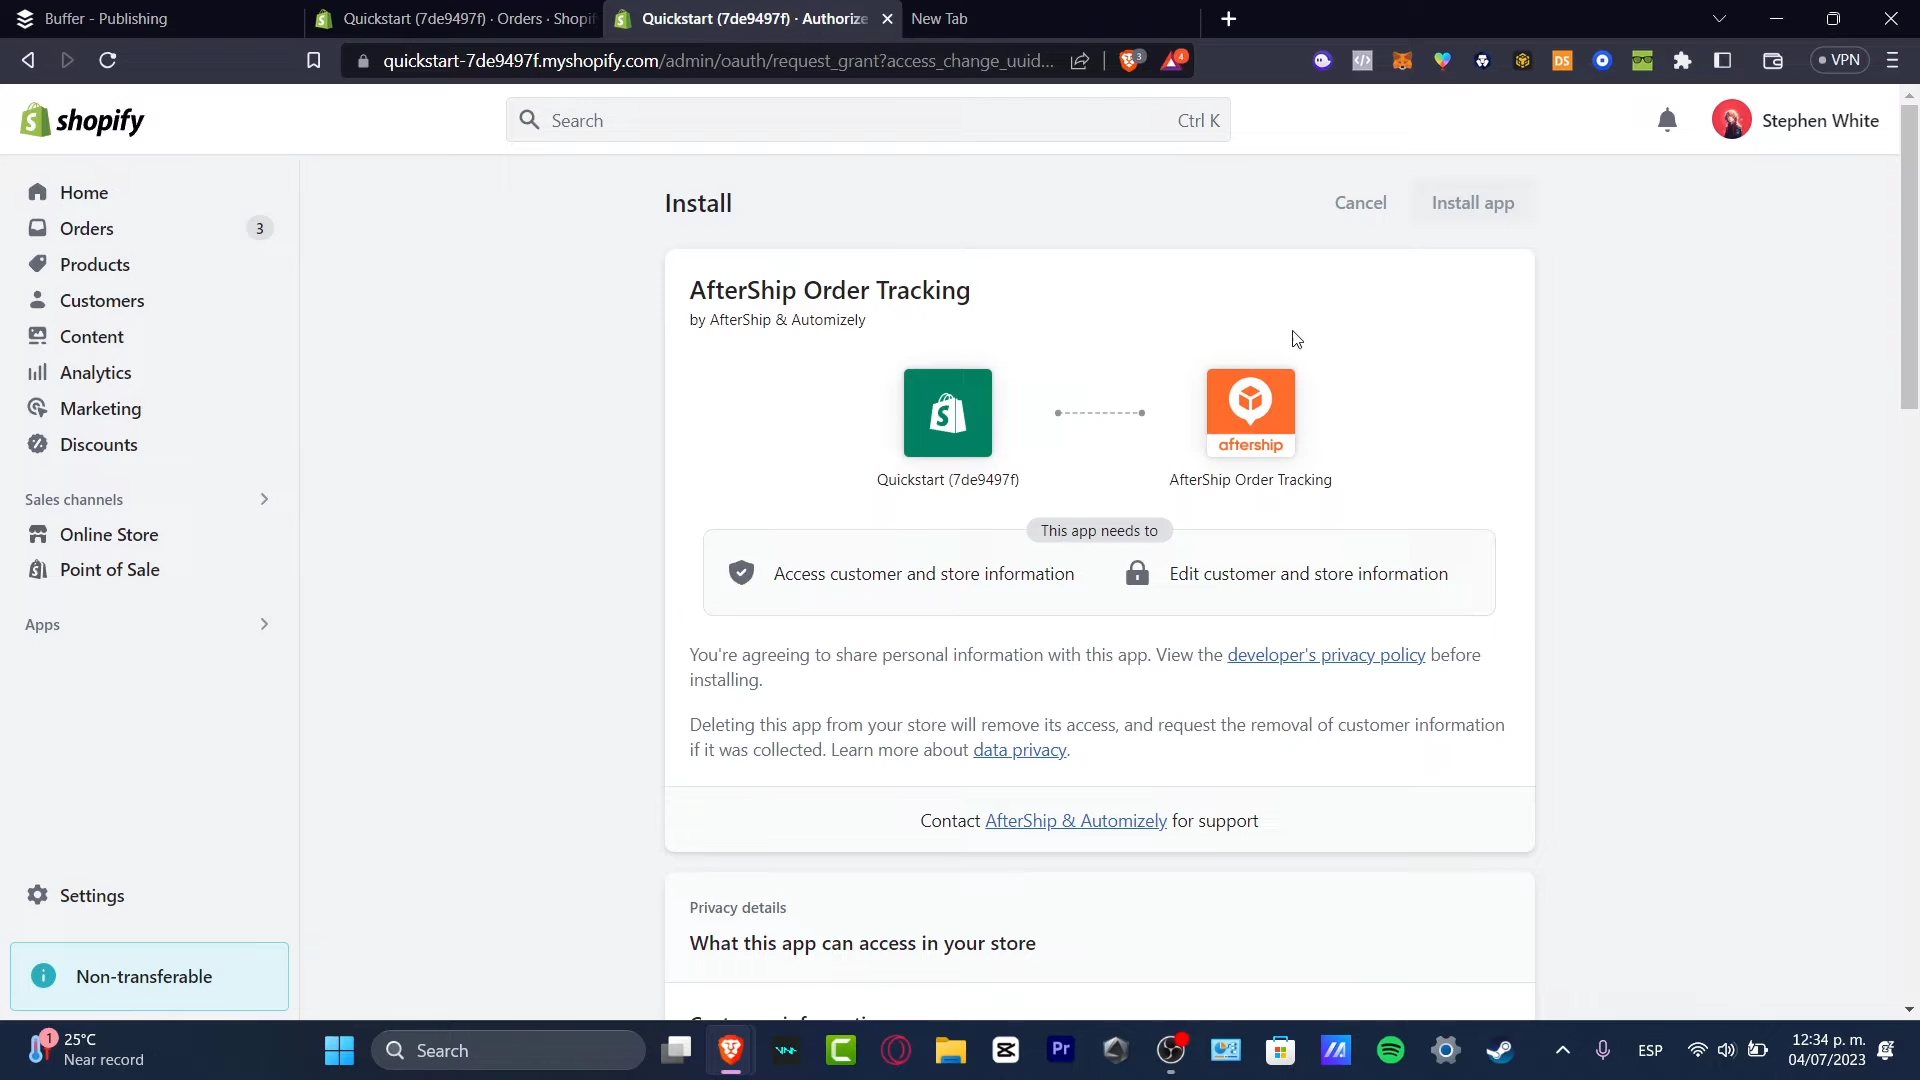 Buffer - Publishing
Quickstart (7de9497f) · Orders · Shopif
Quickstart (7de9497f) · Authorize
New Tab
quickstart-7de9497f.myshopify.com/admin/oauth/request_grant?access_change_uuid...
3
4
DS
VPN
shopify
Search
Ctrl K
Stephen White
Home
Orders
3
Products
Customers
Content
Analytics
Marketing
Discounts
Sales channels
Online Store
Point of Sale
Apps
Settings
Non-transferable
Install
Cancel
Install app
AfterShip Order Tracking
by AfterShip & Automizely
aftership
Quickstart (7de9497f)
AfterShip Order Tracking
This app needs to
Access customer and store information
Edit customer and store information
You're agreeing to share personal information with this app. View the developer's privacy policy before
installing.
Deleting this app from your store will remove its access, and request the removal of customer information
if it was collected. Learn more about data privacy.
Contact AfterShip & Automizely for support
Privacy details
What this app can access in your store
1
25°C
Near record
Search
Pr
ESP
12:34 p. m.
04/07/2023